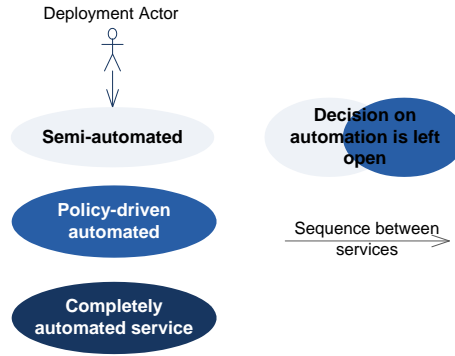 Deployment Actor
Semi-automated
Decision on
automation is left
open
Policy-driven
automated
Sequence between
services
Completely
automated service